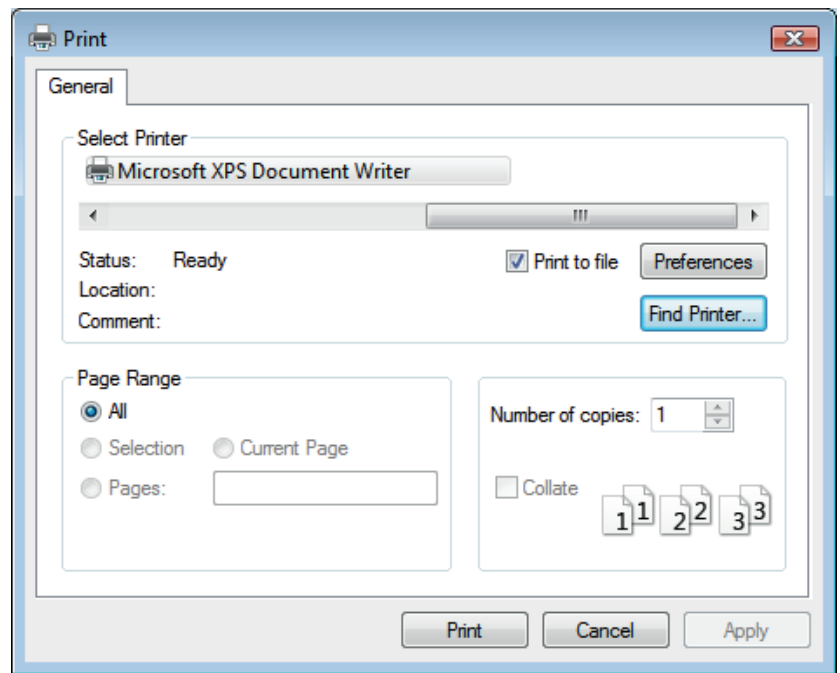 Print
General
Select Printer
Microsoft XPS Document Writer
Status: Ready
Print to file
Preferences
Location:
Comment:
Find Printer...
Page Range
All
Selection
Current Page
Pages:
Number of copies: 1
Collate
1 1 2 2 3 3
Print
Cancel
Apply